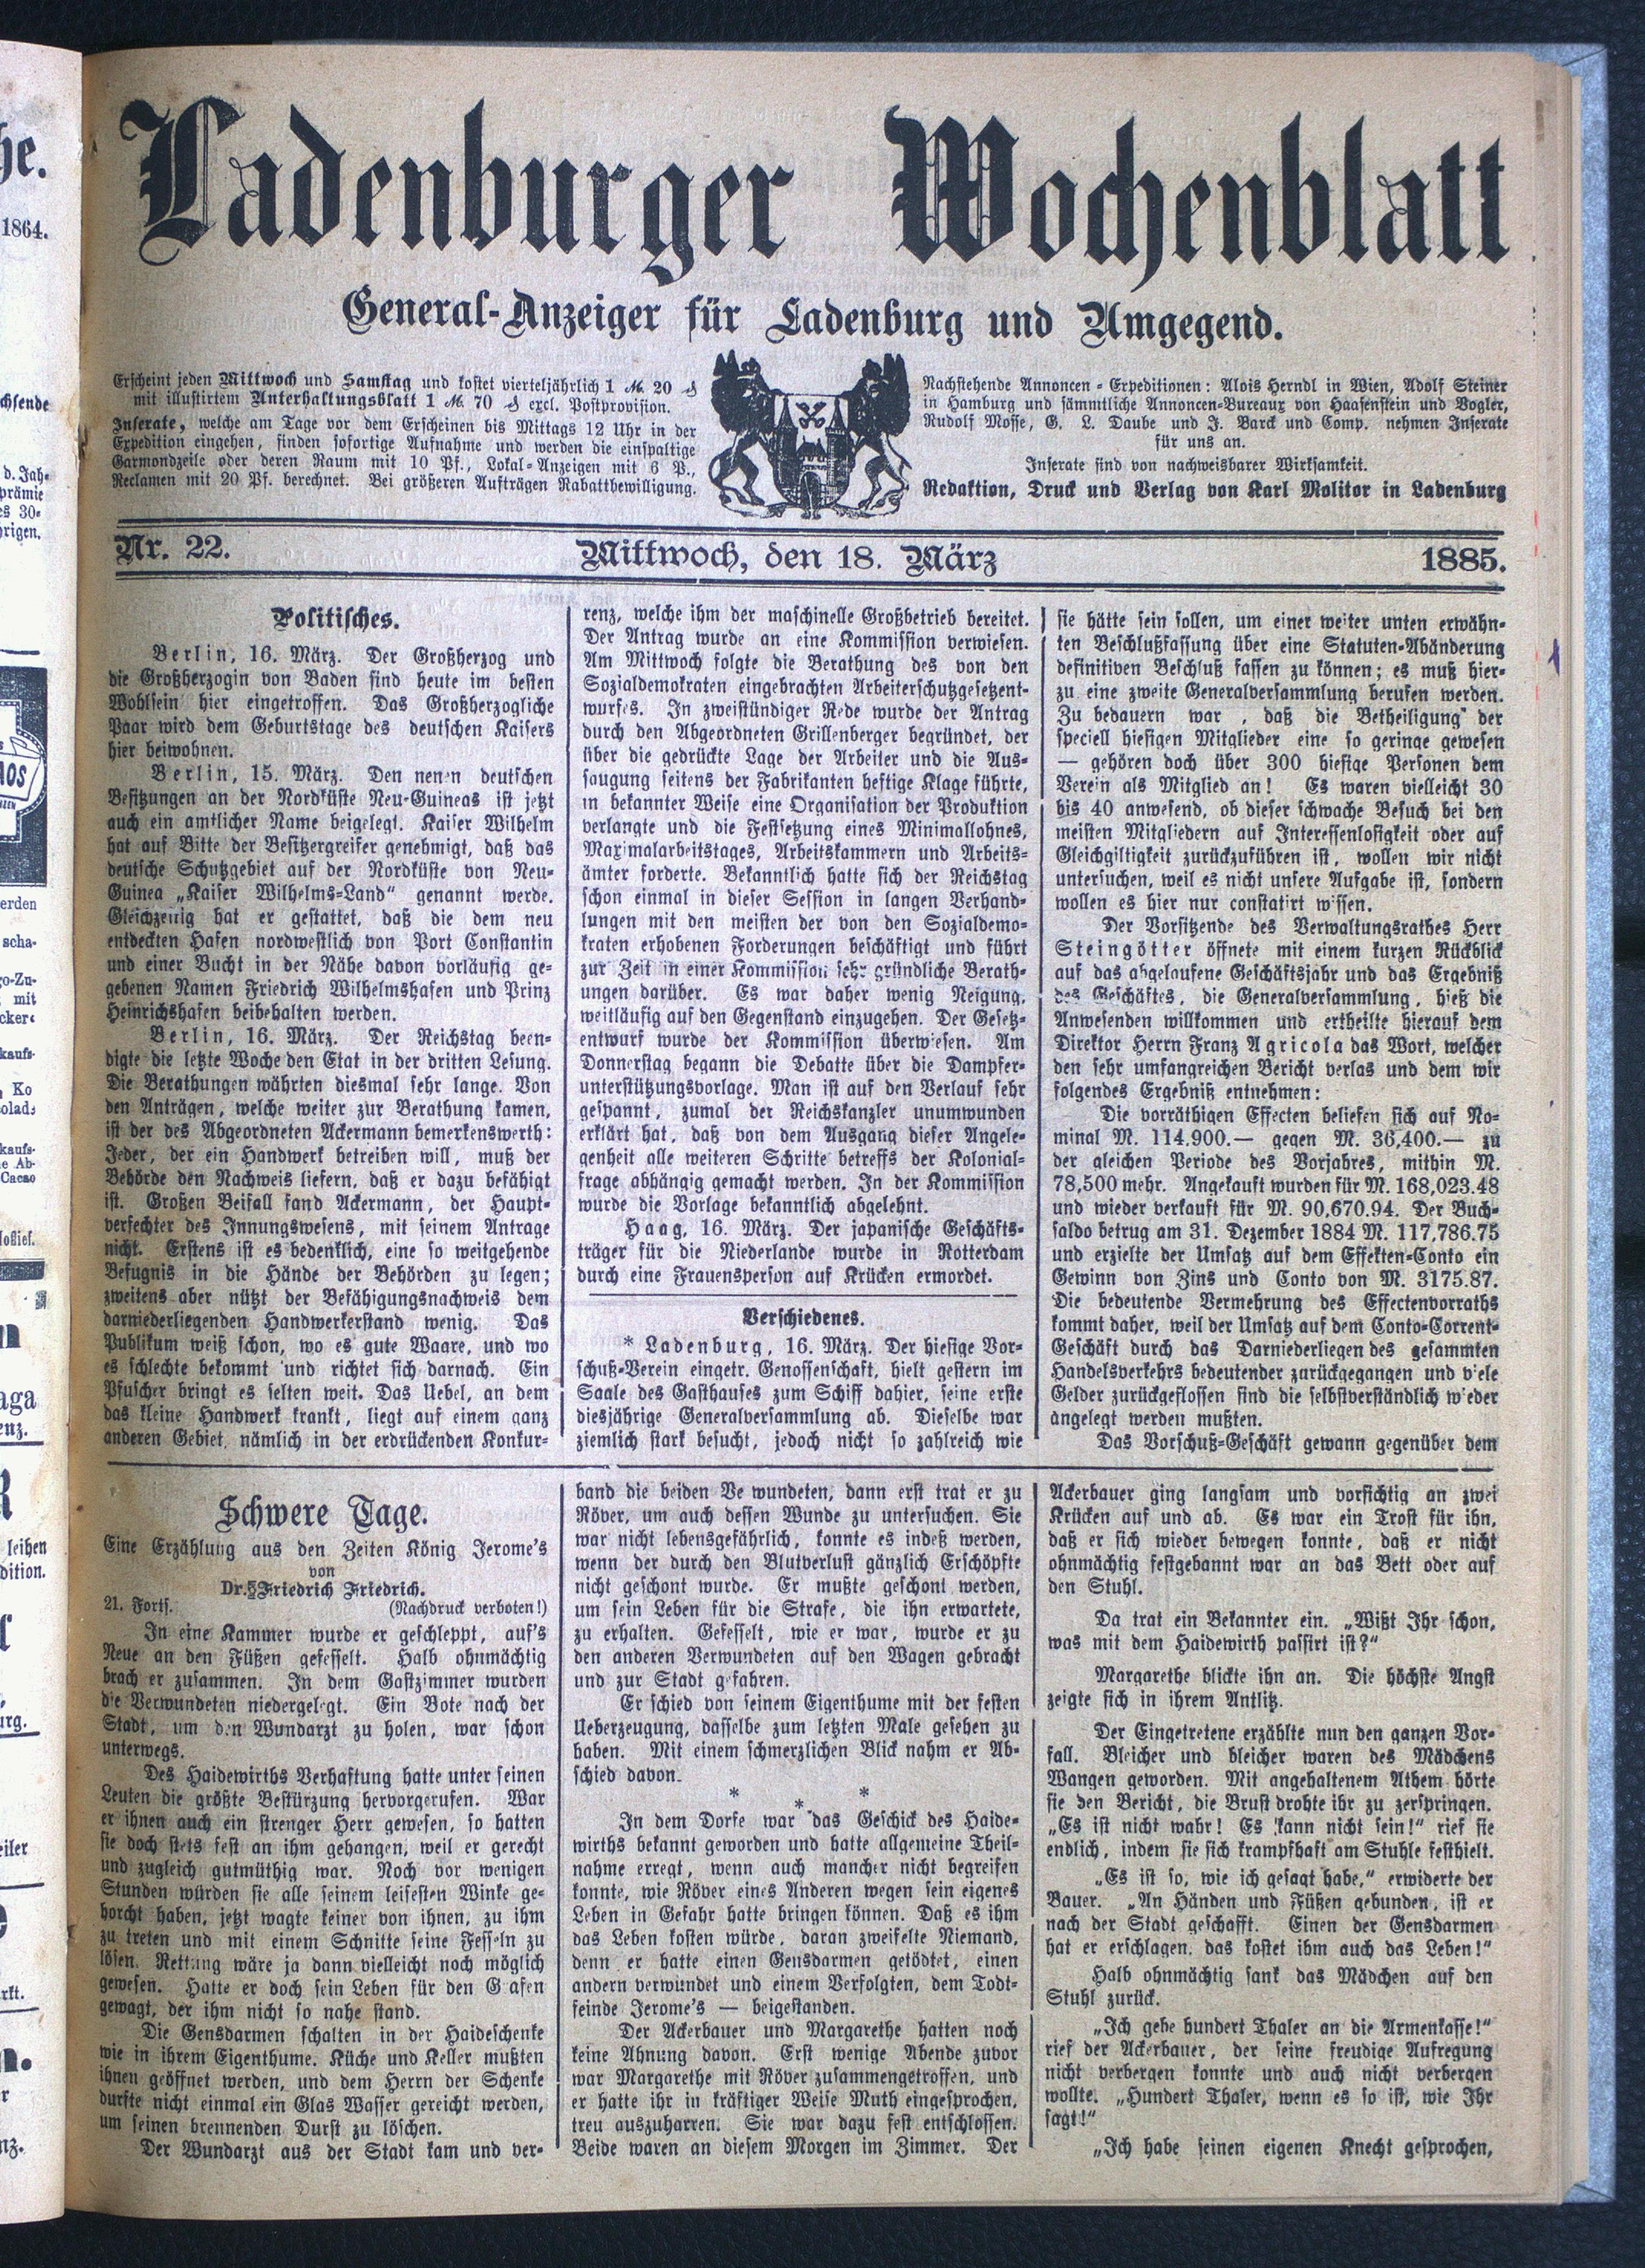 Ladenburger Wochenblatt
General-Anzeiger für Ladenburg und Umgegend.
Erscheint jeden Mittwoch und Samstag und kostet vierteljährlich 1 M. 20 ₰
mit illustrirtem Unterhaltungsblatt 1 M. 70 ₰ excl. Postprovision.
Inserate, welche am Tage vor dem Erscheinen bis Mittags 12 Uhr in der
Expedition eingehen, finden sofortige Aufnahme und werden die einspaltige
Garmondzeile oder deren Raum mit 10 Pf., Lokal-Anzeigen mit 6 P.,
Reclamen mit 20 Pf. berechnet. Bei größeren Aufträgen Rabattbewilligung.
Nachstehende Annoncen-Expeditionen: Alois Herndl in Wien, Adolf Steiner
in Hamburg und sämmtliche Annoncen-Bureaux von Haasenstein und Vogler,
Rudolf Mosse, G. L. Daube und J. Barck und Comp. nehmen Inserate
für uns an.
Inserate sind von nachweisbarer Wirksamkeit.
Redaktion, Druck und Verlag von Karl Molitor in Ladenburg
Nr. 22.
Mittwoch, den 18. März
1885.
Politisches.
Berlin, 16. März. Der Großherzog und
die Großherzogin von Baden sind heute im besten
Wohlsein hier eingetroffen. Das Großherzogliche
Paar wird dem Geburtstage des deutschen Kaisers
hier beiwohnen.
Berlin, 15. März. Den neuen deutschen
Besitzungen an der Nordküste Neu-Guineas ist jetzt
auch ein amtlicher Name beigelegt. Kaiser Wilhelm
hat auf Bitte der Besitzergreifer genehmigt, daß das
deutsche Schutzgebiet auf der Nordküste von Neu-
Guinea „Kaiser Wilhelms-Land“ genannt werde.
Gleichzeitig hat er gestattet, daß die dem neu
entdeckten Hafen nordwestlich von Port Constantin
und einer Bucht in der Nähe davon vorläufig ge-
gebenen Namen Friedrich Wilhelmshafen und Prinz
Heinrichshafen beibehalten werden.
Berlin, 16. März. Der Reichstag been-
digte die letzte Woche den Etat in der dritten Lesung.
Die Berathungen währten diesmal sehr lange. Von
den Anträgen, welche weiter zur Berathung kamen,
ist der des Abgeordneten Ackermann bemerkenswerth:
Jeder, der ein Handwerk betreiben will, muß der
Behörde den Nachweis liefern, daß er dazu befähigt
ist. Großen Beifall fand Ackermann, der Haupt-
verfechter des Innungswesens, mit seinem Antrage
nicht. Erstens ist es bedenklich, eine so weitgehende
Befugnis in die Hände der Behörden zu legen;
zweitens aber nützt der Befähigungsnachweis dem
darniederliegenden Handwerkerstand wenig. Das
Publikum weiß schon, wo es gute Waare, und wo
es schlechte bekommt und richtet sich darnach. Ein
Pfuscher bringt es selten weit. Das Uebel, an dem
das kleine Handwerk krankt, liegt auf einem ganz
anderen Gebiet, nämlich in der erdrückenden Konkur-
renz, welche ihm der maschinelle Großbetrieb bereitet.
Der Antrag wurde an eine Kommission verwiesen.
Am Mittwoch folgte die Berathung des von den
Sozialdemokraten eingebrachten Arbeiterschutzgesetzent-
wurfes. In zweistündiger Rede wurde der Antrag
durch den Abgeordneten Grillenberger begründet, der
über die gedrückte Lage der Arbeiter und die Aus-
saugung seitens der Fabrikanten heftige Klage führte,
in bekannter Weise eine Organisation der Produktion
verlangte und die Festsetzung eines Minimallohnes,
Maximalarbeitstages, Arbeitskammern und Arbeits-
ämter forderte. Bekanntlich hatte sich der Reichstag
schon einmal in dieser Session in langen Verhand-
lungen mit den meisten der von den Sozialdemo-
kraten erhobenen Forderungen beschäftigt und führt
zur Zeit in einer Kommission sehr gründliche Berath-
ungen darüber. Es war daher wenig Neigung,
weitläufig auf den Gegenstand einzugehen. Der Gesetz-
entwurf wurde der Kommission überwiesen. Am
Donnerstag begann die Debatte über die Dampfer-
unterstützungsvorlage. Man ist auf den Verlauf sehr
gespannt, zumal der Reichskanzler unumwunden
erklärt hat, daß von dem Ausgang dieser Angele-
genheit alle weiteren Schritte betreffs der Kolonial-
frage abhängig gemacht werden. In der Kommission
wurde die Vorlage bekanntlich abgelehnt.
Haag, 16. März. Der japanische Geschäfts-
träger für die Niederlande wurde in Rotterdam
durch eine Frauensperson auf Krücken ermordet.
Verschiedenes.
* Ladenburg, 16. März. Der hiesige Vor-
schuß-Verein eingetr. Genossenschaft, hielt gestern im
Saale des Gasthauses zum Schiff dahier, seine erste
diesjährige Generalversammlung ab. Dieselbe war
ziemlich stark besucht, jedoch nicht so zahlreich wie
sie hätte sein sollen, um einer weiter unten erwähn-
ten Beschlußfassung über eine Statuten-Abänderung
definitiven Beschluß fassen zu können; es muß hier-
zu eine zweite Generalversammlung berufen werden.
Zu bedauern war, daß die Betheiligung der
speciell hiesigen Mitglieder eine so geringe gewesen
— gehören doch über 300 hiesige Personen dem
Verein als Mitglied an! Es waren vielleicht 30
bis 40 anwesend, ob dieser schwache Besuch bei den
meisten Mitgliedern auf Interessenlosigkeit oder auf
Gleichgiltigkeit zurückzuführen ist, wollen wir nicht
untersuchen, weil es nicht unsere Aufgabe ist, sondern
wollen es hier nur constatirt wissen.
Der Vorsitzende des Verwaltungsrathes Herr
Steingötter öffnete mit einem kurzen Rückblick
auf das abgelaufene Geschäftsjahr und das Ergebniß
des Geschäftes, die Generalversammlung, hieß die
Anwesenden willkommen und ertheilte hierauf dem
Direktor Herrn Franz Agricola das Wort, welcher
den sehr umfangreichen Bericht verlas und dem wir
folgendes Ergebniß entnehmen:
Die vorräthigen Effecten beliefen sich auf No-
minal M. 114.900.— gegen M. 36,400.— zu
der gleichen Periode des Vorjahres, mithin M.
78,500 mehr. Angekauft wurden für M. 168,023.48
und wieder verkauft für M. 90,670.94. Der Buch-
saldo betrug am 31. Dezember 1884 M. 117,786.75
und erzielte der Umsatz auf dem Effekten-Conto ein
Gewinn von Zins und Conto von M. 3175.87.
Die bedeutende Vermehrung des Effectenvorraths
kommt daher, weil der Umsatz auf dem Conto-Corrent-
Geschäft durch das Darniederliegen des gesammten
Handelsverkehrs bedeutender zurückgegangen und viele
Gelder zurückgeflossen sind die selbstverständlich wieder
angelegt werden mußten.
Das Vorschuß-Geschäft gewann gegenüber dem
Schwere Tage.
Eine Erzählung aus den Zeiten König Jerome's
von
Dr. Friedrich Friedrich.
21. Forts. (Nachdruck verboten!)
In eine Kammer wurde er geschleppt, auf's
Neue an den Füßen gefesselt. Halb ohnmächtig
brach er zusammen. In dem Gastzimmer wurden
die Verwundeten niedergelegt. Ein Bote nach der
Stadt, um den Wundarzt zu holen, war schon
unterwegs.
Des Haidewirths Verhaftung hatte unter seinen
Leuten die größte Bestürzung hervorgerufen. War
er ihnen auch ein strenger Herr gewesen, so hatten
sie doch stets fest an ihm gehangen, weil er gerecht
und zugleich gutmüthig war. Noch vor wenigen
Stunden würden sie alle seinem leisesten Winke ge-
horcht haben, jetzt wagte keiner von ihnen, zu ihm
zu treten und mit einem Schnitte seine Fesseln zu
lösen. Rettung wäre ja dann vielleicht noch möglich
gewesen. Hatte er doch sein Leben für den G afen
gewagt, der ihm nicht so nahe stand.
Die Gensdarmen schalten in der Haideschenke
wie in ihrem Eigenthume. Küche und Keller mußten
ihnen geöffnet werden, und dem Herrn der Schenke
durfte nicht einmal ein Glas Wasser gereicht werden,
um seinen brennenden Durst zu löschen.
Der Wundarzt aus der Stadt kam und ver-
band die beiden Ve wundeten, dann erst trat er zu
Röver, um auch dessen Wunde zu untersuchen. Sie
war nicht lebensgefährlich, konnte es indeß werden,
wenn der durch den Blutverlust gänzlich Erschöpfte
nicht geschont wurde. Er mußte geschont werden,
um sein Leben für die Strafe, die ihn erwartete,
zu erhalten. Gefesselt, wie er war, wurde er zu
den anderen Verwundeten auf den Wagen gebracht
und zur Stadt gefahren.
Er schied von seinem Eigenthume mit der festen
Ueberzeugung, dasselbe zum letzten Male gesehen zu
haben. Mit einem schmerzlichen Blick nahm er Ab-
schied davon.
* * *
In dem Dorfe war das Geschick des Haide-
wirths bekannt geworden und hatte allgemeine Theil-
nahme erregt, wenn auch mancher nicht begreifen
konnte, wie Röver eines Anderen wegen sein eigenes
Leben in Gefahr hatte bringen können. Daß es ihm
das Leben kosten würde, daran zweifelte Niemand,
denn er hatte einen Gensdarmen getödtet, einen
andern verwundet und einem Verfolgten, dem Todt-
feinde Jerome's — beigestanden.
Der Ackerbauer und Margarethe hatten noch
keine Ahnung davon. Erst wenige Abende zuvor
war Margarethe mit Röver zusammengetroffen, und
er hatte ihr in kräftiger Weise Muth eingesprochen,
treu auszuharren. Sie war dazu fest entschlossen.
Beide waren an diesem Morgen im Zimmer. Der
Ackerbauer ging langsam und vorsichtig an zwei
Krücken auf und ab. Es war ein Trost für ihn,
daß er sich wieder bewegen konnte, daß er nicht
ohnmächtig festgebannt war an das Bett oder auf
den Stuhl.
Da trat ein Bekannter ein. „Wißt Ihr schon,
was mit dem Haidewirth passirt ist?“
Margarethe blickte ihn an. Die höchste Angst
zeigte sich in ihrem Antlitz.
Der Eingetretene erzählte nun den ganzen Vor-
fall. Bleicher und bleicher waren des Mädchens
Wangen geworden. Mit angehaltenem Athem hörte
sie den Bericht, die Brust drohte ihr zu zerspringen.
„Es ist nicht wahr! Es kann nicht sein!“ rief sie
endlich, indem sie sich krampfhaft am Stuhle festhielt.
„Es ist so, wie ich gesagt habe,“ erwiderte der
Bauer. „An Händen und Füßen gebunden, ist er
nach der Stadt geschafft. Einen der Gensdarmen
hat er erschlagen, das kostet ihm auch das Leben!“
Halb ohnmächtig sank das Mädchen auf den
Stuhl zurück.
„Ich gebe hundert Thaler an die Armenkasse!“
rief der Ackerbauer, der seine freudige Aufregung
nicht verbergen konnte und auch nicht verbergen
wollte. „Hundert Thaler, wenn es so ist, wie Ihr
sagt!“
„Ich habe seinen eigenen Knecht gesprochen,